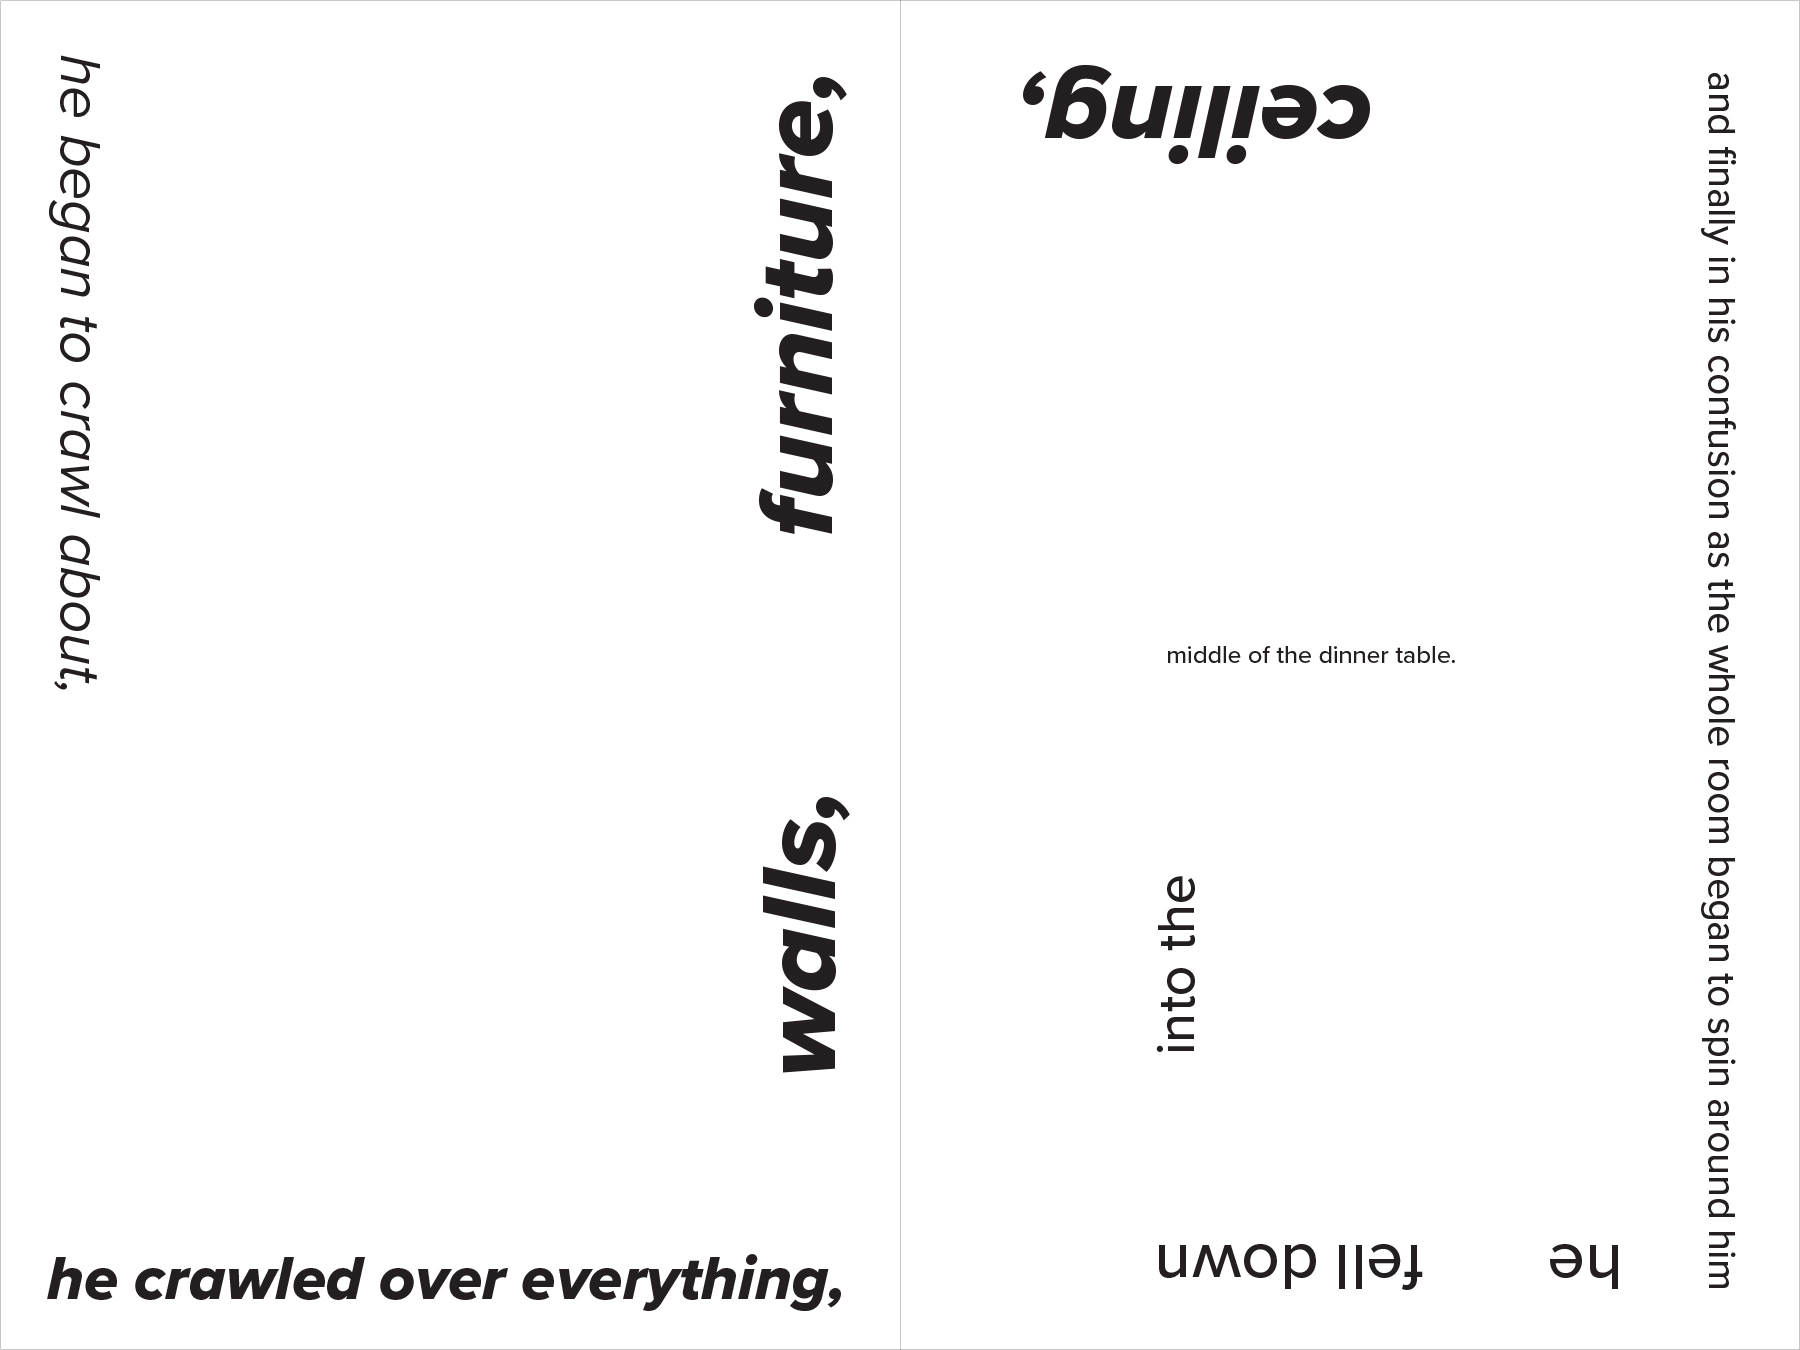 he began to crawl about,
he crawled over everything,
walls,
furniture,
ceiling,
and finally in his confusion as the whole room began to spin around him
he
fell down
into the
middle of the dinner table.